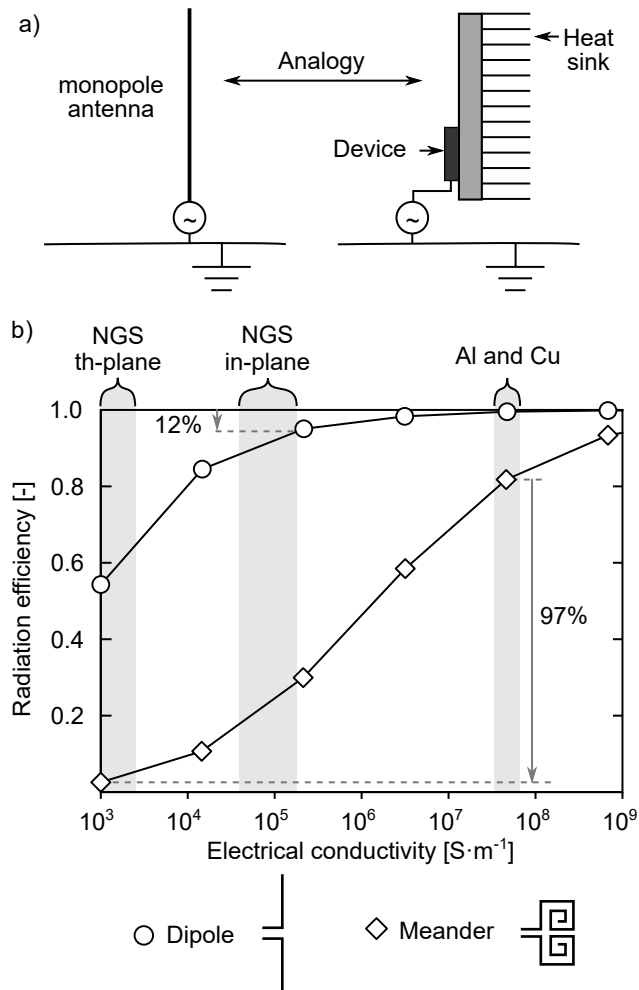 a)
monopole
antenna
Analogy
Heat
sink
Device
~
~
b)
NGS
th-plane
NGS
in-plane
Al and Cu
Radiation efficiency [-]
1.0
0.8
0.6
0.4
0.2
12%
97%
10³ 10⁴ 10⁵ 10⁶ 10⁷ 10⁸ 10⁹
Electrical conductivity [S·m⁻¹]
Dipole
Meander